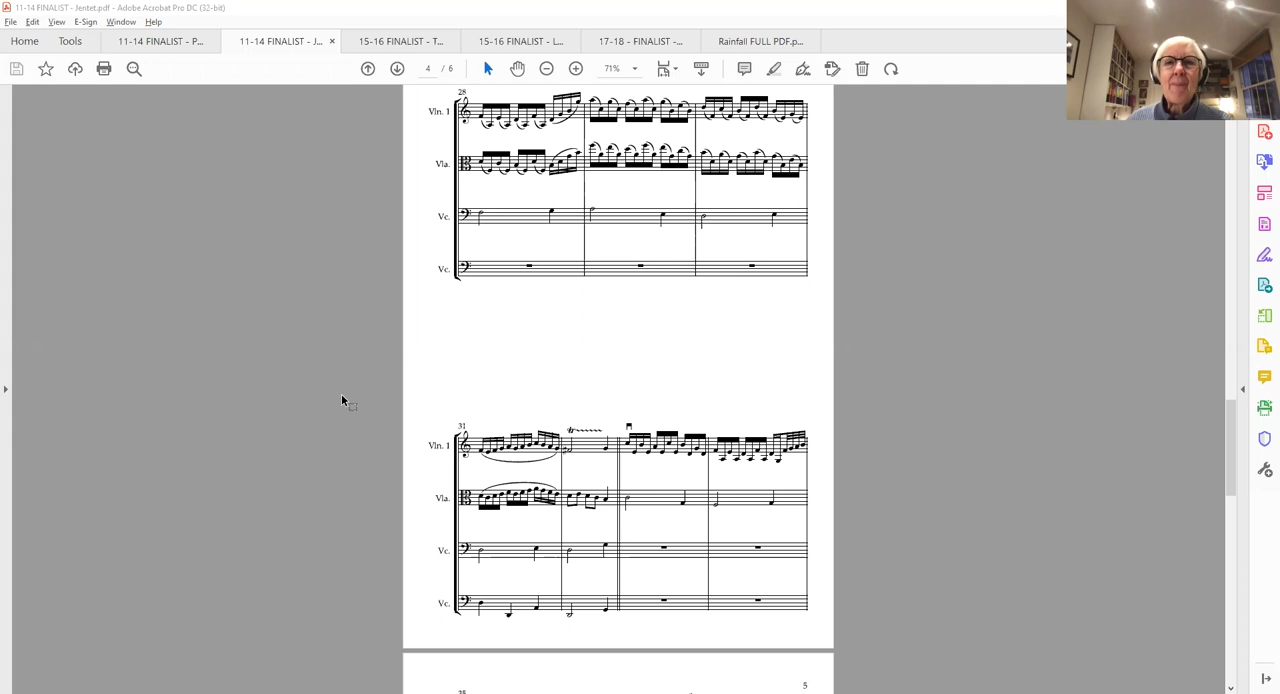 11-14 FINALIST - Jentet.pdf - Adobe Acrobat Pro DC (32-bit)
File Edit View E-Sign Window Help
Home Tools 11-14 FINALIST - P... 11-14 FINALIST - J... × 15-16 FINALIST - T... 15-16 FINALIST - L... 17-18 - FINALIST -... Rainfall FULL PDF.p...
4 / 6 71%
28
Vln. 1
Vla.
Vc.
Vc.
31
tr
Vln. 1
Vla.
Vc.
Vc.
5
35